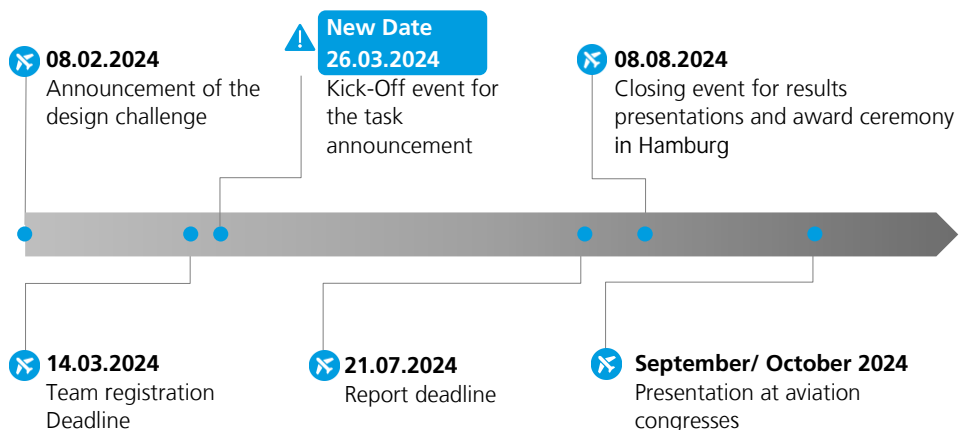 08.02.2024
Announcement of the
design challenge
New Date
26.03.2024
Kick-Off event for
the task
announcement
08.08.2024
Closing event for results
presentations and award ceremony
in Hamburg
14.03.2024
Team registration
Deadline
21.07.2024
Report deadline
September/ October 2024
Presentation at aviation
congresses